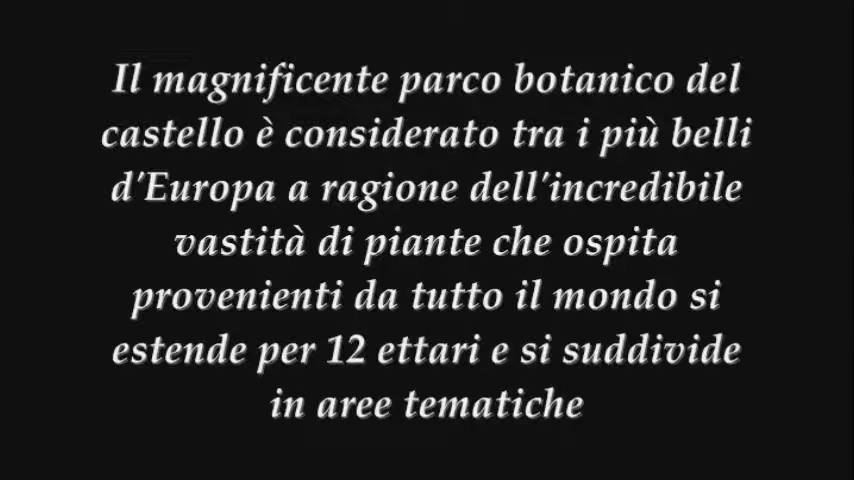 Il magnificente parco botanico del
castello è considerato tra i più belli
d'Europa a ragione dell'incredibile
vastità di piante che ospita
provenienti da tutto il mondo si
estende per 12 ettari e si suddivide
in aree tematiche